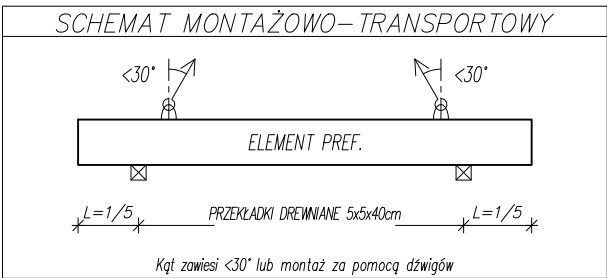 SCHEMAT MONTAŻOWO-TRANSPORTOWY
<30° <30°
ELEMENT PREF.
L=1/5 PRZEKŁADKI DREWNIANE 5x5x40cm L=1/5
Kąt zawiesi <30° lub montaż za pomocą dźwigów